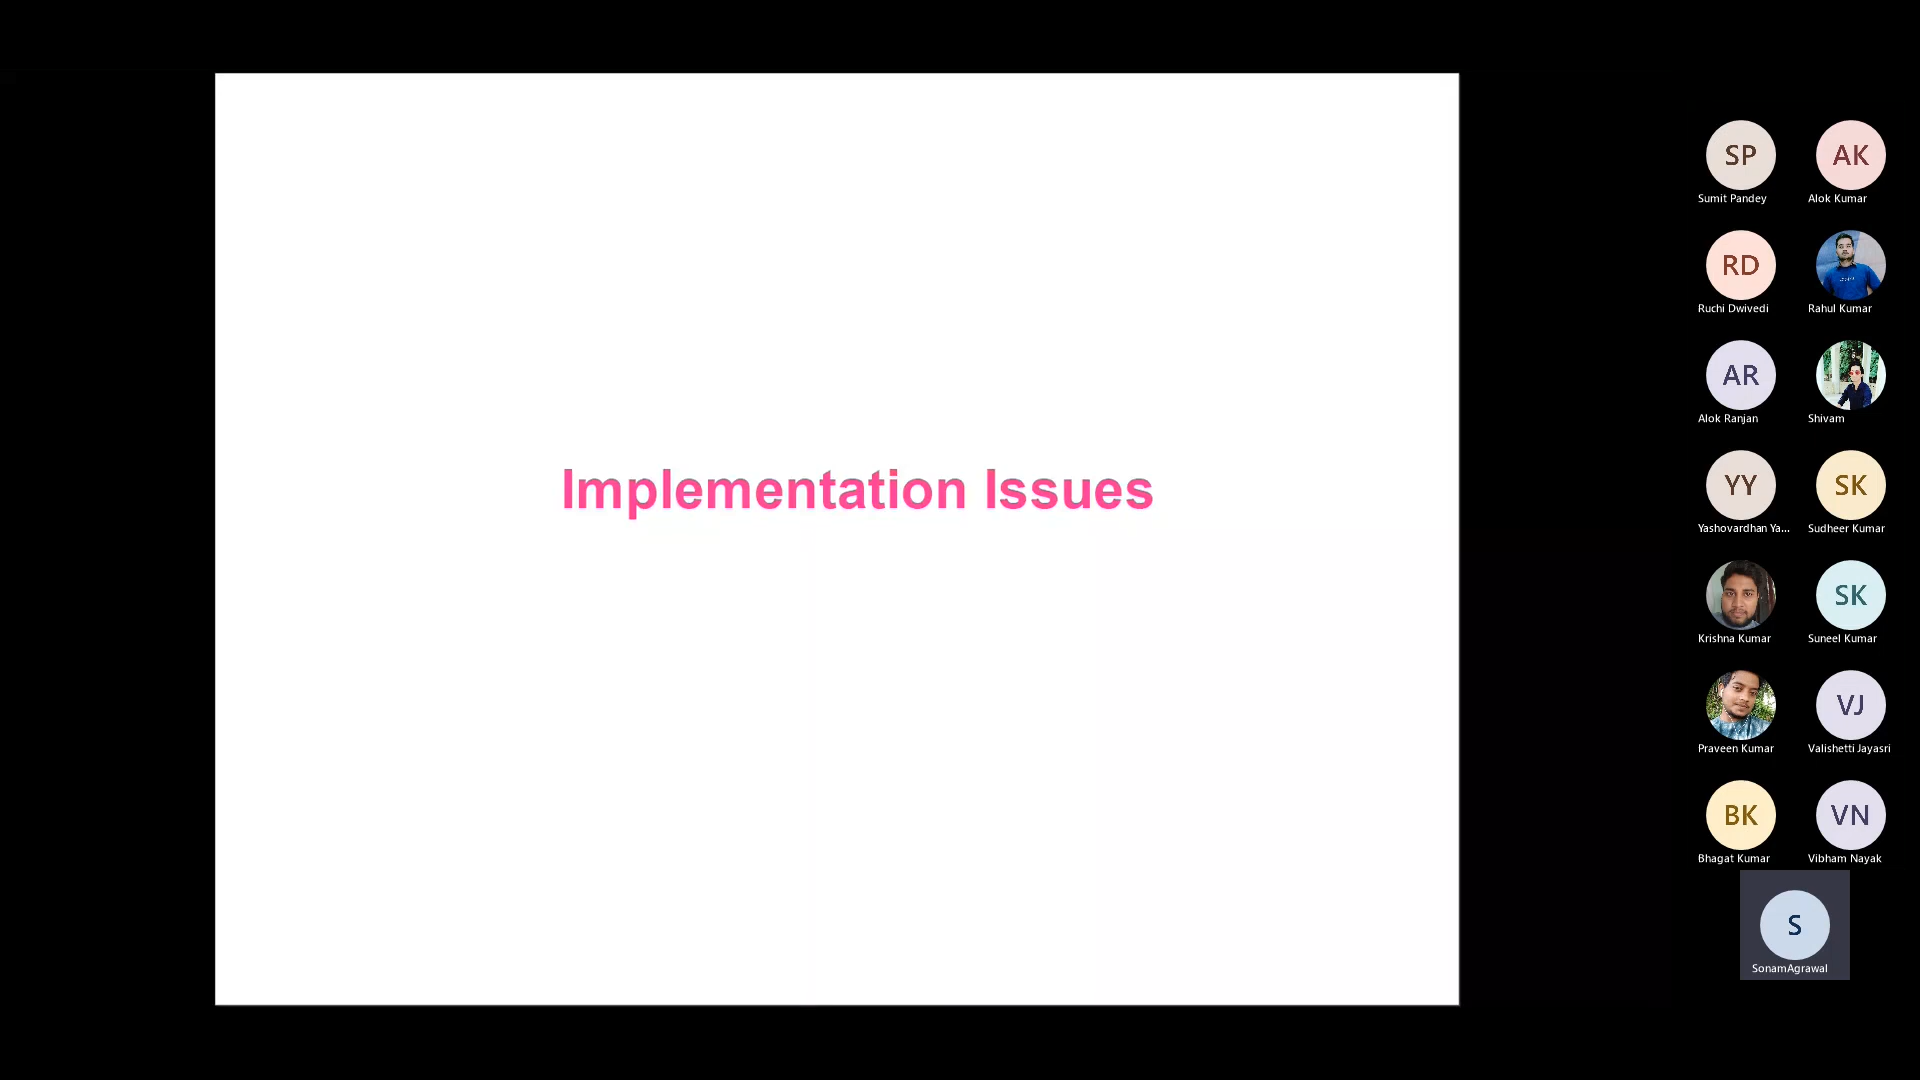 Implementation Issues
SP
AK
Sumit Pandey
Alok Kumar
RD
Ruchi Dwivedi
Rahul Kumar
AR
Alok Ranjan
Shivam
YY
SK
Yashovardhan Ya...
Sudheer Kumar
SK
Krishna Kumar
Suneel Kumar
VJ
Praveen Kumar
Valishetti Jayasri
BK
VN
Bhagat Kumar
Vibham Nayak
S
SonamAgrawal